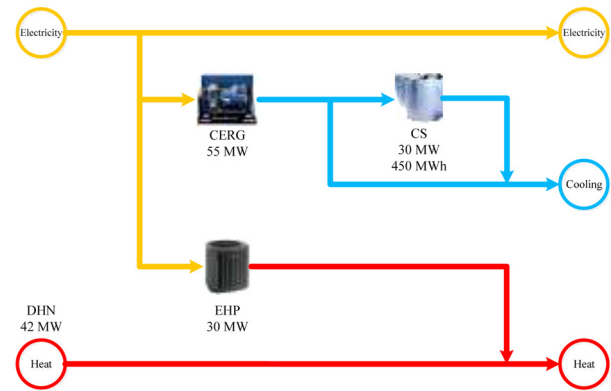 Electricity
Electricity
CERG
55 MW
CS
30 MW
450 MWh
Cooling
EHP
30 MW
DHN
42 MW
Heat
Heat